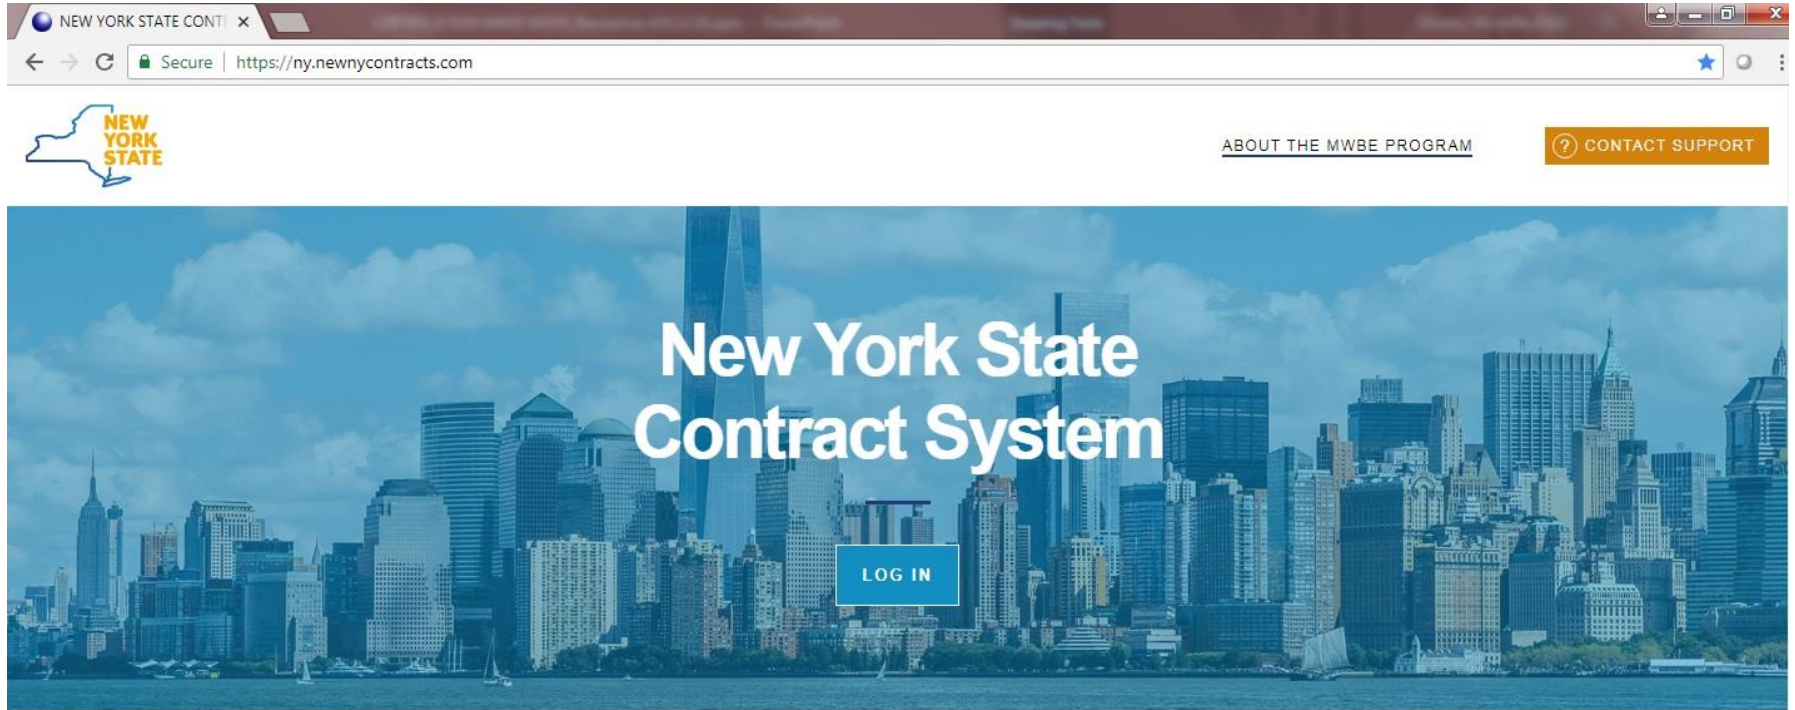 NEW YORK STATE CONT
Secure | https://ny.newnycontracts.com
NEW
YORK
STATE
ABOUT THE MWBE PROGRAM
? CONTACT SUPPORT
New York State
Contract System
LOG IN